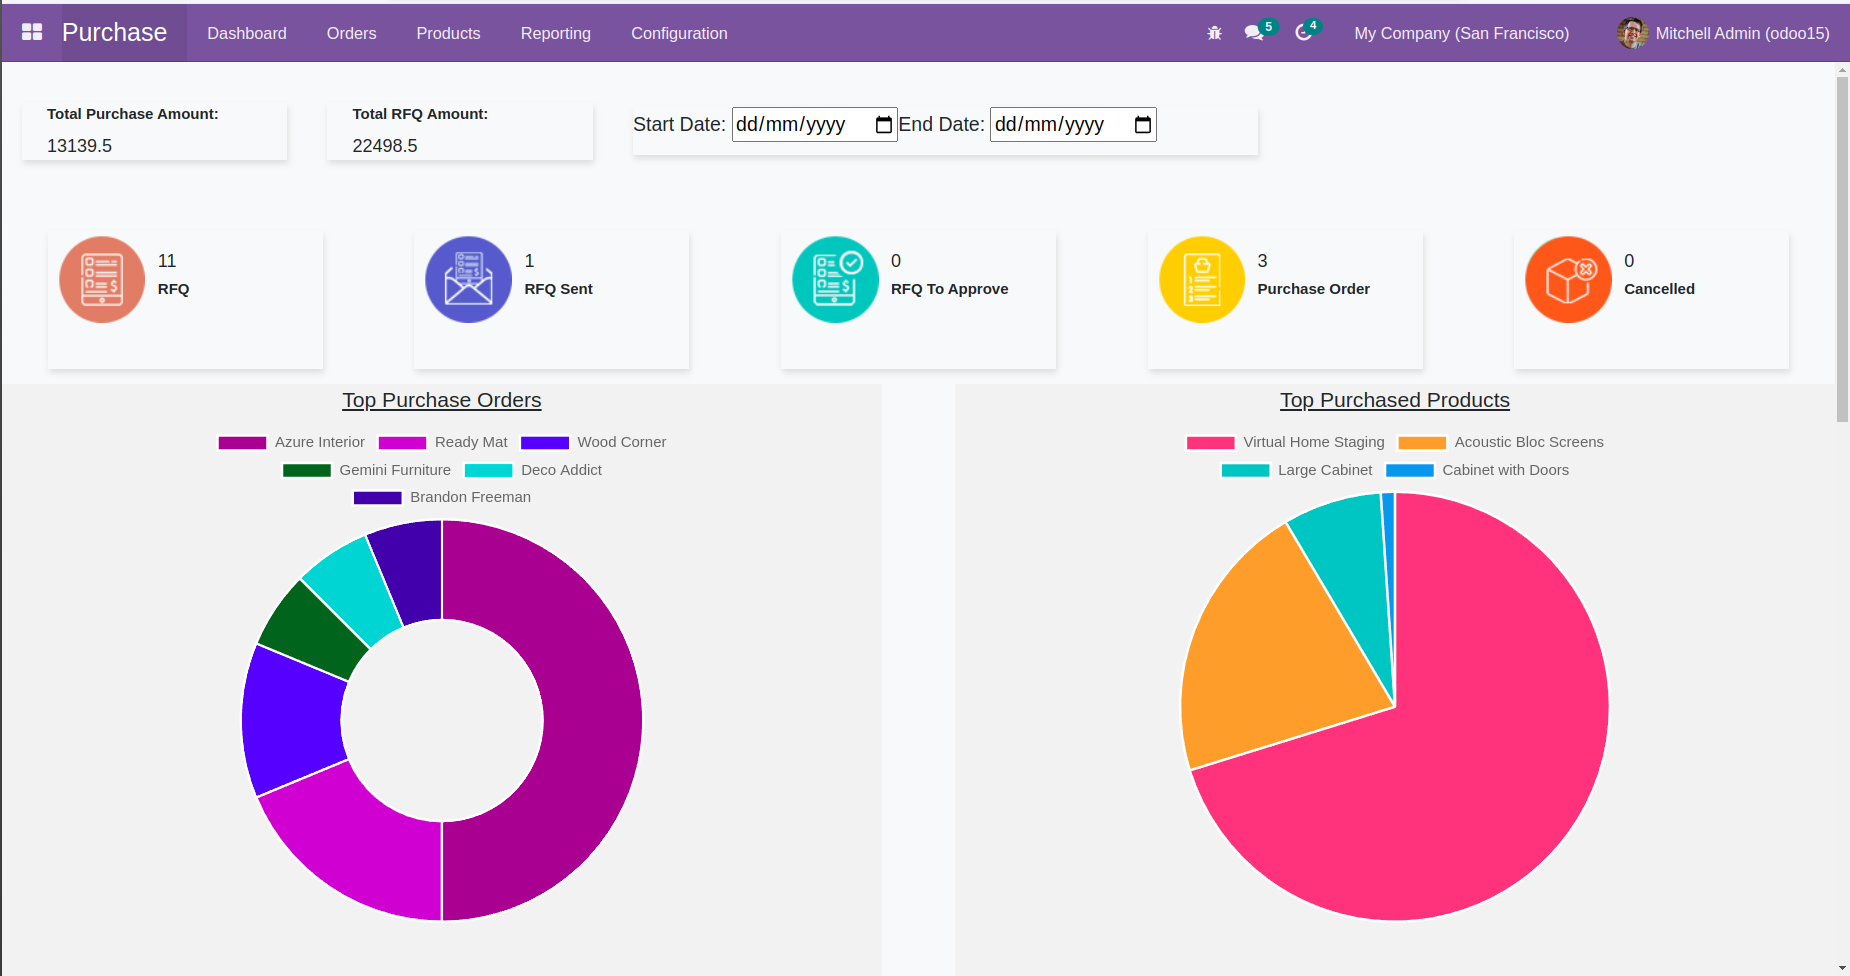 Purchase Dashboard Orders Products Reporting Configuration 5 4 My Company (San Francisco) Mitchell Admin (odoo15)
Total Purchase Amount:
13139.5
Total RFQ Amount:
22498.5
Start Date: dd/mm/yyyy End Date: dd/mm/yyyy
11
RFQ
1
RFQ Sent
0
RFQ To Approve
3
Purchase Order
0
Cancelled
Top Purchase Orders
Azure Interior Ready Mat Wood Corner
Gemini Furniture Deco Addict
Brandon Freeman
Top Purchased Products
Virtual Home Staging Acoustic Bloc Screens
Large Cabinet Cabinet with Doors